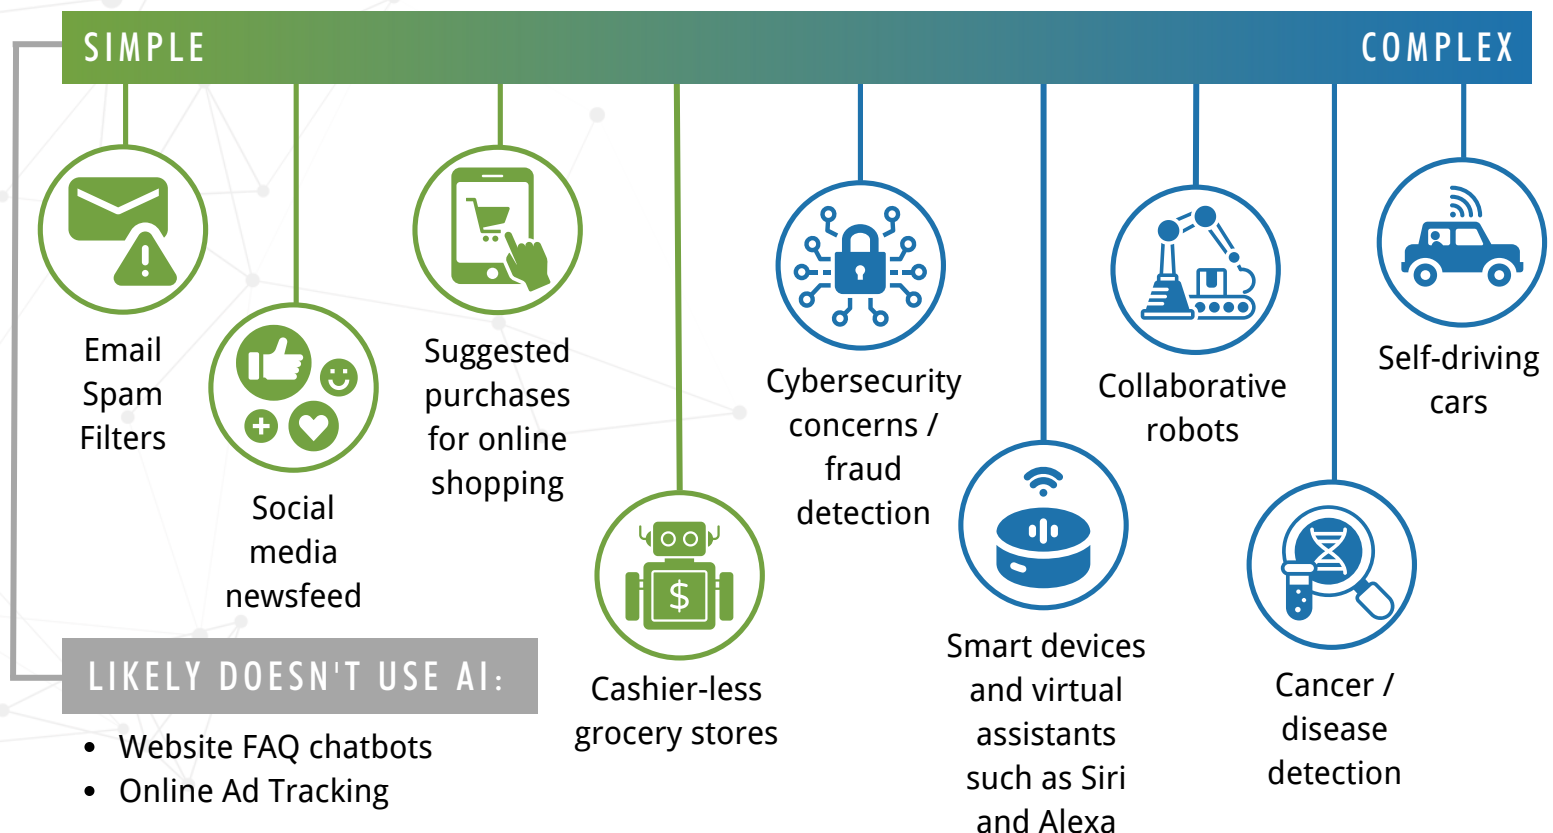 SIMPLE
COMPLEX
Email
Spam
Filters
Social
media
newsfeed
Suggested
purchases
for online
shopping
$
Cashier-less
grocery stores
Cybersecurity
concerns /
fraud
detection
Smart devices
and virtual
assistants
such as Siri
and Alexa
Collaborative
robots
Cancer /
disease
detection
Self-driving
cars
LIKELY DOESN'T USE AI:
• Website FAQ chatbots
• Online Ad Tracking